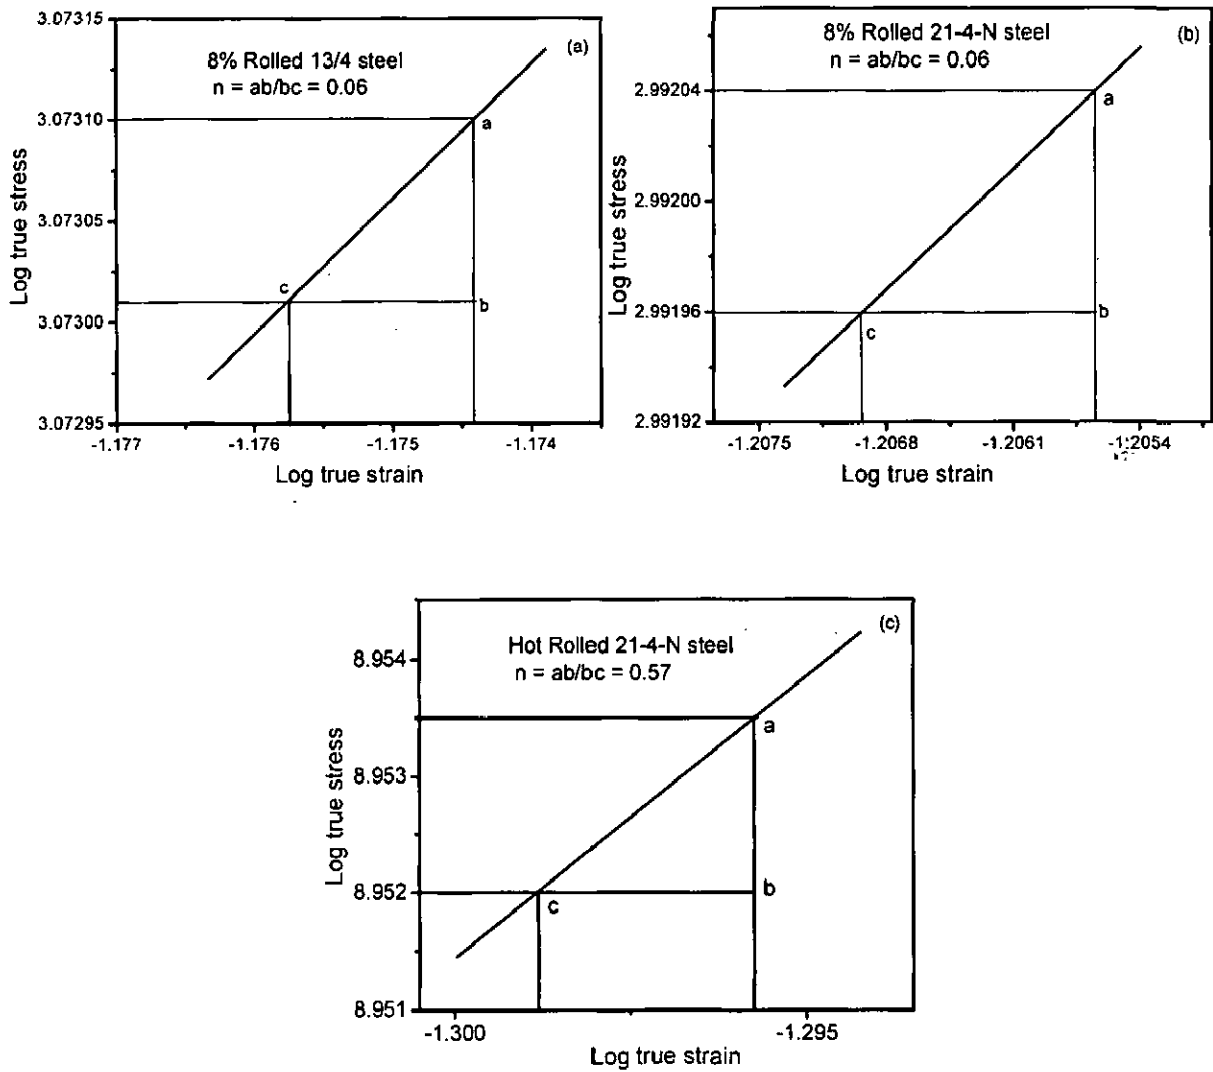 (a)
8% Rolled 13/4 steel
n = ab/bc = 0.06
Log true stress
3.07315
3.07310
3.07305
3.07300
3.07295
a
c
b
-1.177
-1.176
-1.175
-1.174
Log true strain
(b)
8% Rolled 21-4-N steel
n = ab/bc = 0.06
Log true stress
2.99204
2.99200
2.99196
2.99192
a
b
c
-1.2075
-1.2068
-1.2061
-1.2054
Log true strain
(c)
Hot Rolled 21-4-N steel
n = ab/bc = 0.57
Log true stress
8.954
8.953
8.952
8.951
a
b
c
-1.300
-1.295
Log true strain